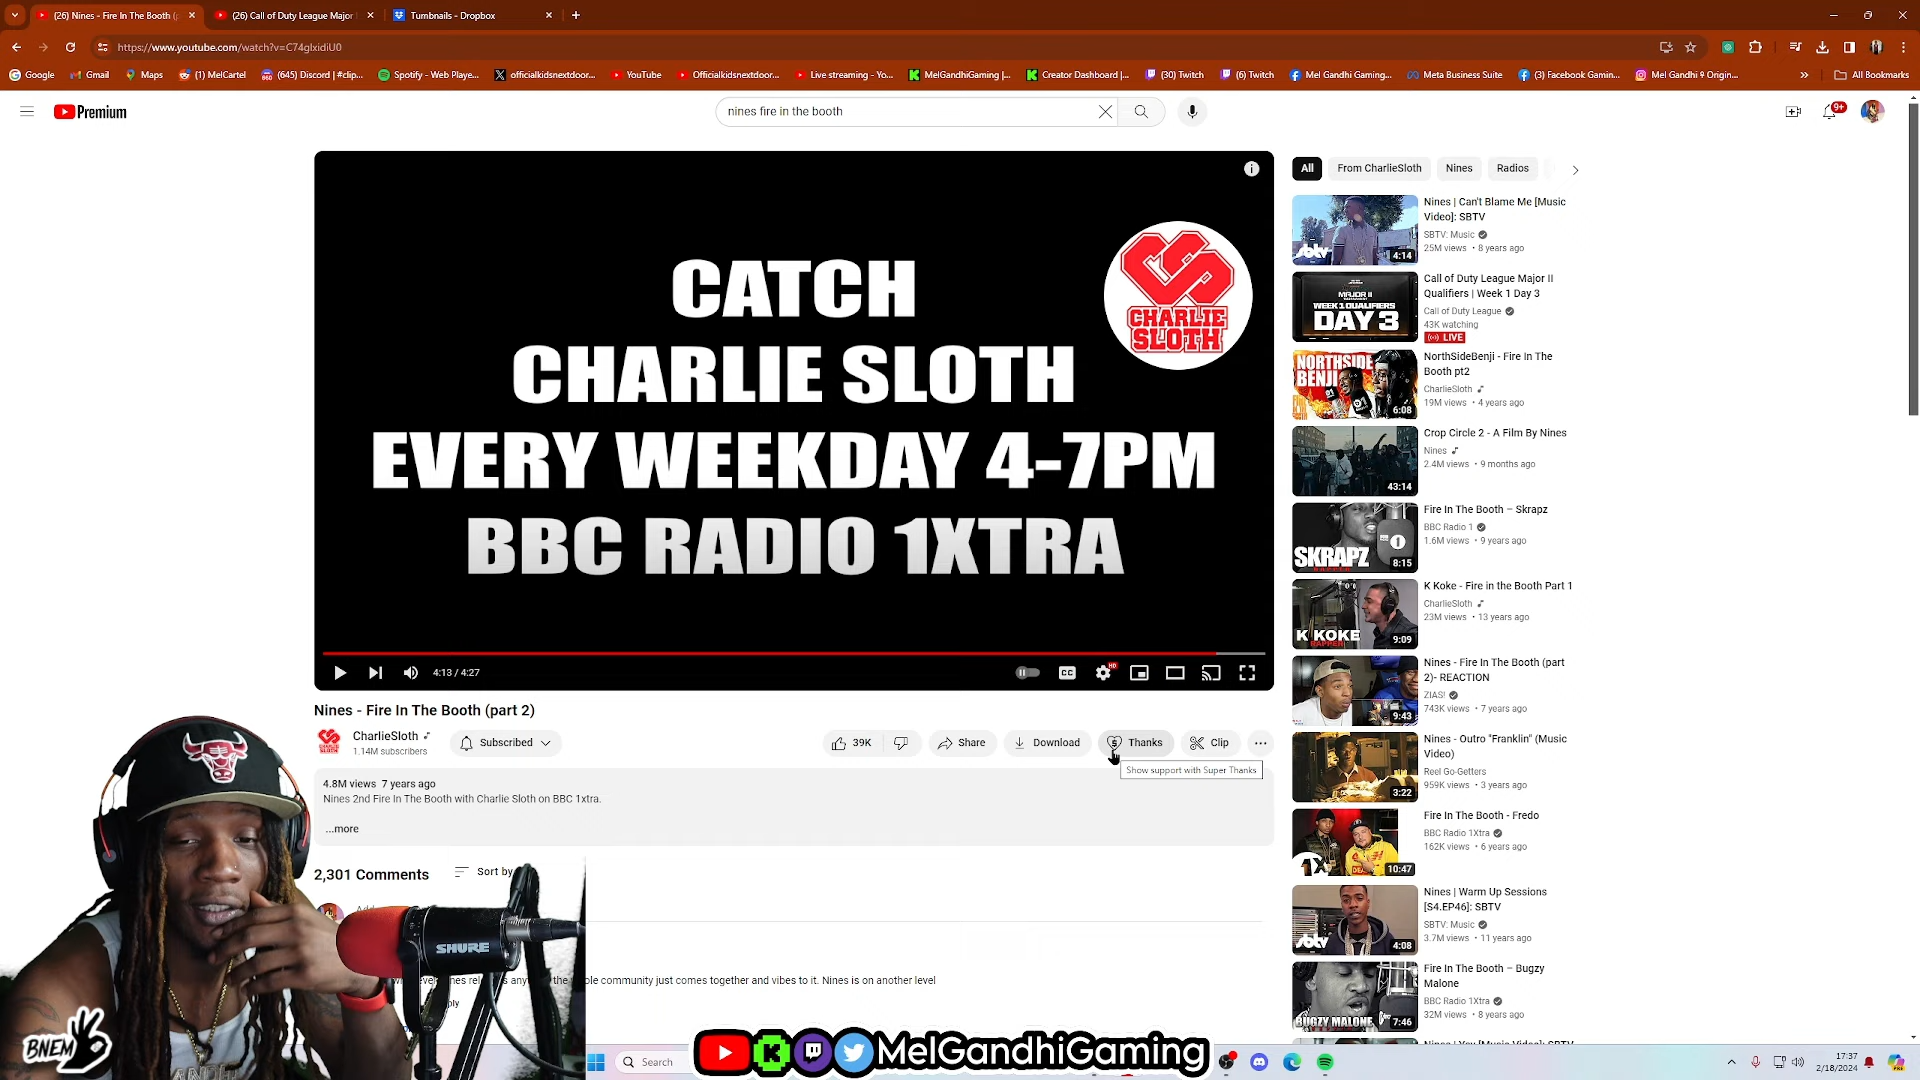 (26) Nines - Fire In The Booth (p
(26) Call of Duty League Major
Tumbnails - Dropbox
https://www.youtube.com/watch?v=C74glxidiU0
Google
Gmail
Maps
(1) MelCartel
(645) Discord | #clip...
Spotify - Web Playe...
officialkidsnextdoor...
YouTube
Officialkidsnextdoor...
Live streaming - Yo...
MelGandhiGaming |...
Creator Dashboard |...
(30) Twitch
(6) Twitch
Mel Gandhi Gaming...
Meta Business Suite
(3) Facebook Gamin...
Mel Gandhi ♀ Origin...
All Bookmarks
Premium
nines fire in the booth
9+
CATCH
CHARLIE SLOTH
EVERY WEEKDAY 4-7PM
BBC RADIO 1XTRA
CHARLIE
SLOTH
4:13 / 4:27
CC
HD
Nines - Fire In The Booth (part 2)
CharlieSloth
1.14M subscribers
Subscribed
39K
Share
Download
Thanks
Clip
Show support with Super Thanks
4.8M views 7 years ago
Nines 2nd Fire In The Booth with Charlie Sloth on BBC 1xtra.
...more
2,301 Comments
Sort by
community just comes together and vibes to it. Nines is on another level
All
From CharlieSloth
Nines
Radios
Nines | Can't Blame Me [Music
Video]: SBTV
SBTV: Music
25M views • 8 years ago
sbtv
4:14
Call of Duty League Major II
Qualifiers | Week 1 Day 3
Call of Duty League
43K watching
LIVE
MAJOR II
WEEK 1 QUALIFIERS
DAY 3
NorthSideBenji - Fire In The
Booth pt2
CharlieSloth
19M views • 4 years ago
NORTHSIDE
BENJI
6:08
Crop Circle 2 - A Film By Nines
Nines
2.4M views • 9 months ago
43:14
Fire In The Booth – Skrapz
BBC Radio 1
1.6M views • 9 years ago
SKRAPZ
RAPPER
8:15
K Koke - Fire in the Booth Part 1
CharlieSloth
23M views • 13 years ago
K KOKE
RAPPER
9:09
Nines - Fire In The Booth (part
2)- REACTION
ZIAS!
743K views • 7 years ago
9:43
Nines - Outro "Franklin" (Music
Video)
Reel Go-Getters
959K views • 3 years ago
3:22
Fire In The Booth - Fredo
BBC Radio 1Xtra
162K views • 6 years ago
1X
10:47
Nines | Warm Up Sessions
[S4.EP46]: SBTV
SBTV: Music
3.7M views • 11 years ago
sbtv
4:08
Fire In The Booth – Bugzy
Malone
BBC Radio 1Xtra
32M views • 8 years ago
BUGZY MALONE
7:46
SHURE
BNEM
Search
MelGandhiGaming
17:37
2/18/2024